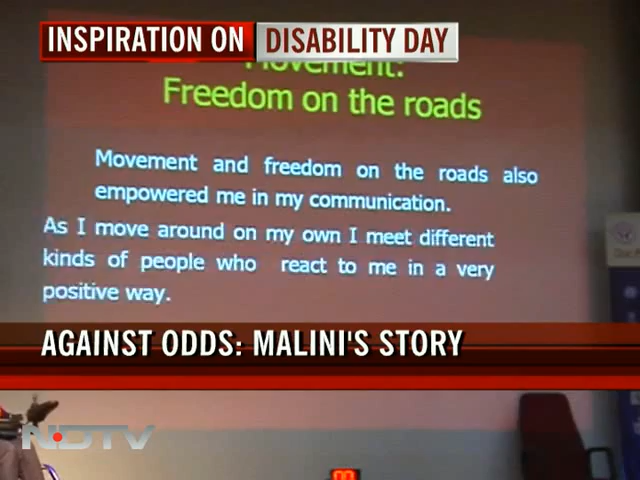 INSPIRATION ON DISABILITY DAY
Movement:
Freedom on the roads
Movement and freedom on the roads also
empowered me in my communication.
As I move around on my own I meet different
kinds of people who react to me in a very
positive way.
AGAINST ODDS: MALINI'S STORY
NDTV